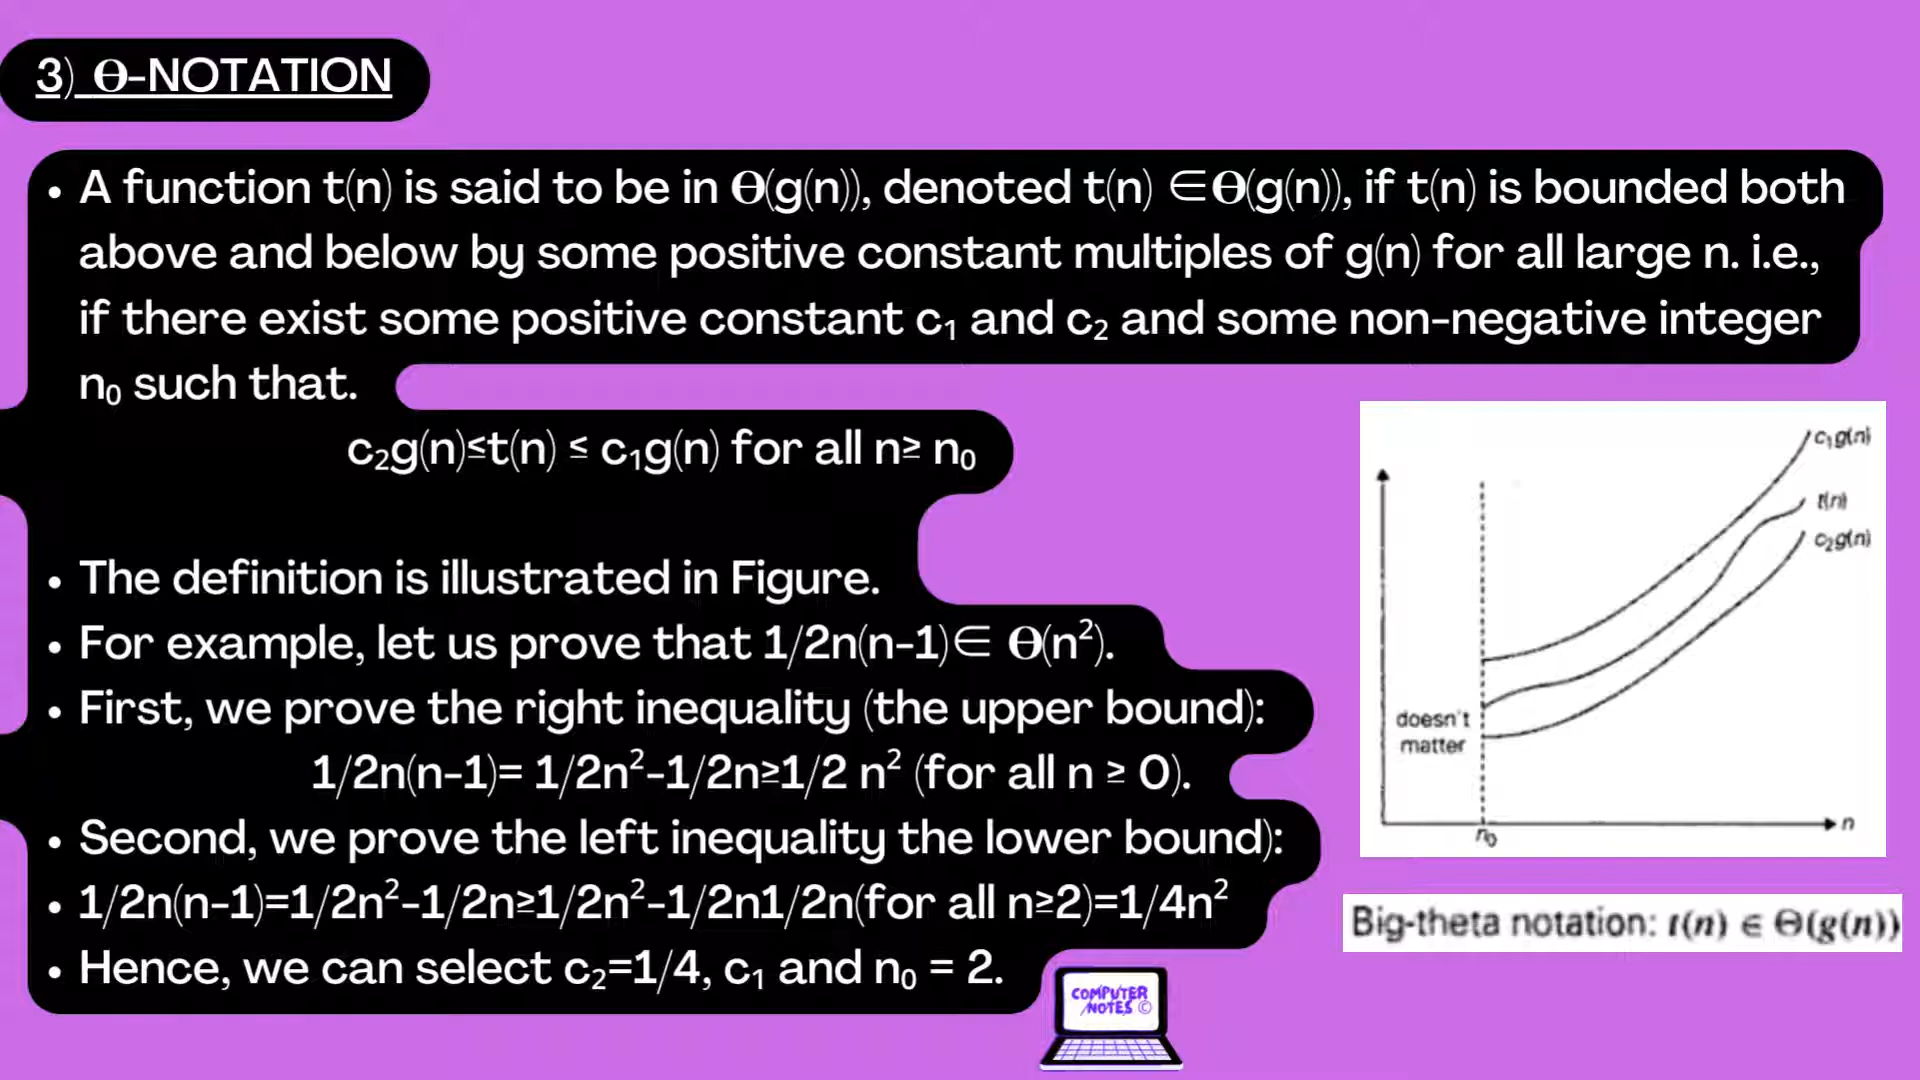 3) Ө-NOTATION
• A function t(n) is said to be in Ө(g(n)), denoted t(n) ∈Ө(g(n)), if t(n) is bounded both
above and below by some positive constant multiples of g(n) for all large n. i.e.,
if there exist some positive constant c₁ and c₂ and some non-negative integer
n₀ such that.
c₂g(n)≤t(n) ≤ c₁g(n) for all n≥ n₀
• The definition is illustrated in Figure.
• For example, let us prove that 1/2n(n-1)∈ Ө(n²).
• First, we prove the right inequality (the upper bound):
1/2n(n-1)= 1/2n²-1/2n≥1/2 n² (for all n ≥ 0).
• Second, we prove the left inequality the lower bound):
• 1/2n(n-1)=1/2n²-1/2n≥1/2n²-1/2n1/2n(for all n≥2)=1/4n²
• Hence, we can select c₂=1/4, c₁ and n₀ = 2.
c₁g(n)
t(n)
c₂g(n)
doesn't
matter
n
n₀
Big-theta notation: t(n) ∈ Θ(g(n))
COMPUTER
NOTES ©